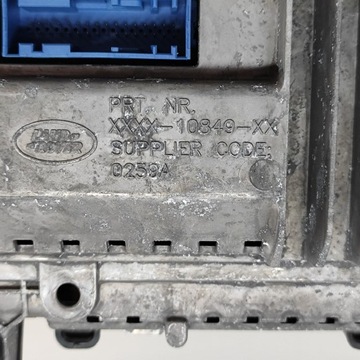 PRT. NR.
XXXX-10849-XX
SUPPLIER CODE:
0259A
LAND-
ROVER